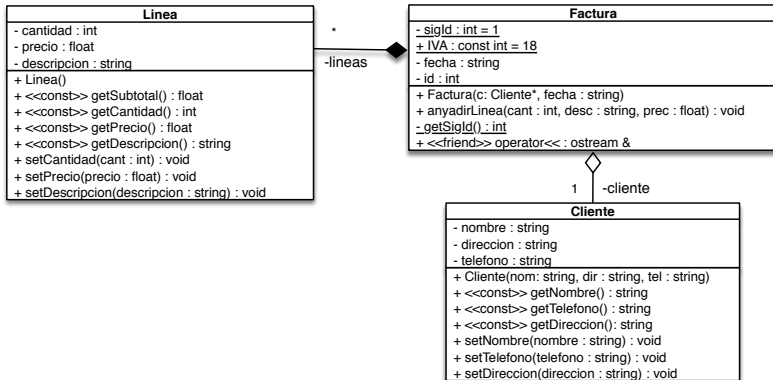 Linea
- cantidad : int
- precio : float
- descripcion : string
+ Linea()
+ <<const>> getSubtotal() : float
+ <<const>> getCantidad() : int
+ <<const>> getPrecio() : float
+ <<const>> getDescripcion() : string
+ setCantidad(cant : int) : void
+ setPrecio(precio : float) : void
+ setDescripcion(descripcion : string) : void
*
-lineas
Factura
- sigId : int = 1
+ IVA : const int = 18
- fecha : string
- id : int
+ Factura(c: Cliente*, fecha : string)
+ anyadirLinea(cant : int, desc : string, prec : float) : void
- getSigId() : int
+ <<friend>> operator<< : ostream &
1 -cliente
Cliente
- nombre : string
- direccion : string
- telefono : string
+ Cliente(nom: string, dir : string, tel : string)
+ <<const>> getNombre() : string
+ <<const>> getTelefono() : string
+ <<const>> getDireccion(): string
+ setNombre(nombre : string) : void
+ setTelefono(telefono : string) : void
+ setDireccion(direccion : string) : void